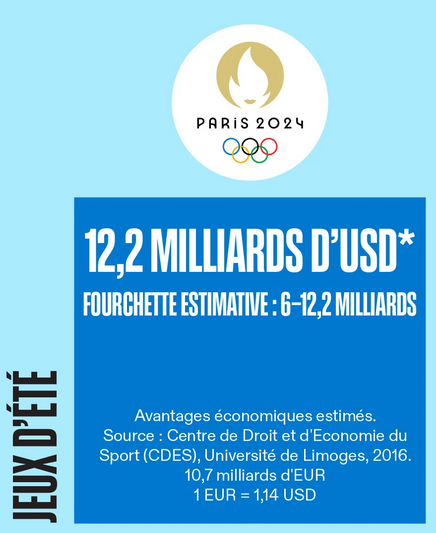 PARIS 2024
12,2 MILLIARDS D'USD*
FOURCHETTE ESTIMATIVE : 6–12,2 MILLIARDS
JEUX D'ÉTÉ
Avantages économiques estimés.
Source : Centre de Droit et d'Economie du
Sport (CDES), Université de Limoges, 2016.
10,7 milliards d'EUR
1 EUR = 1,14 USD